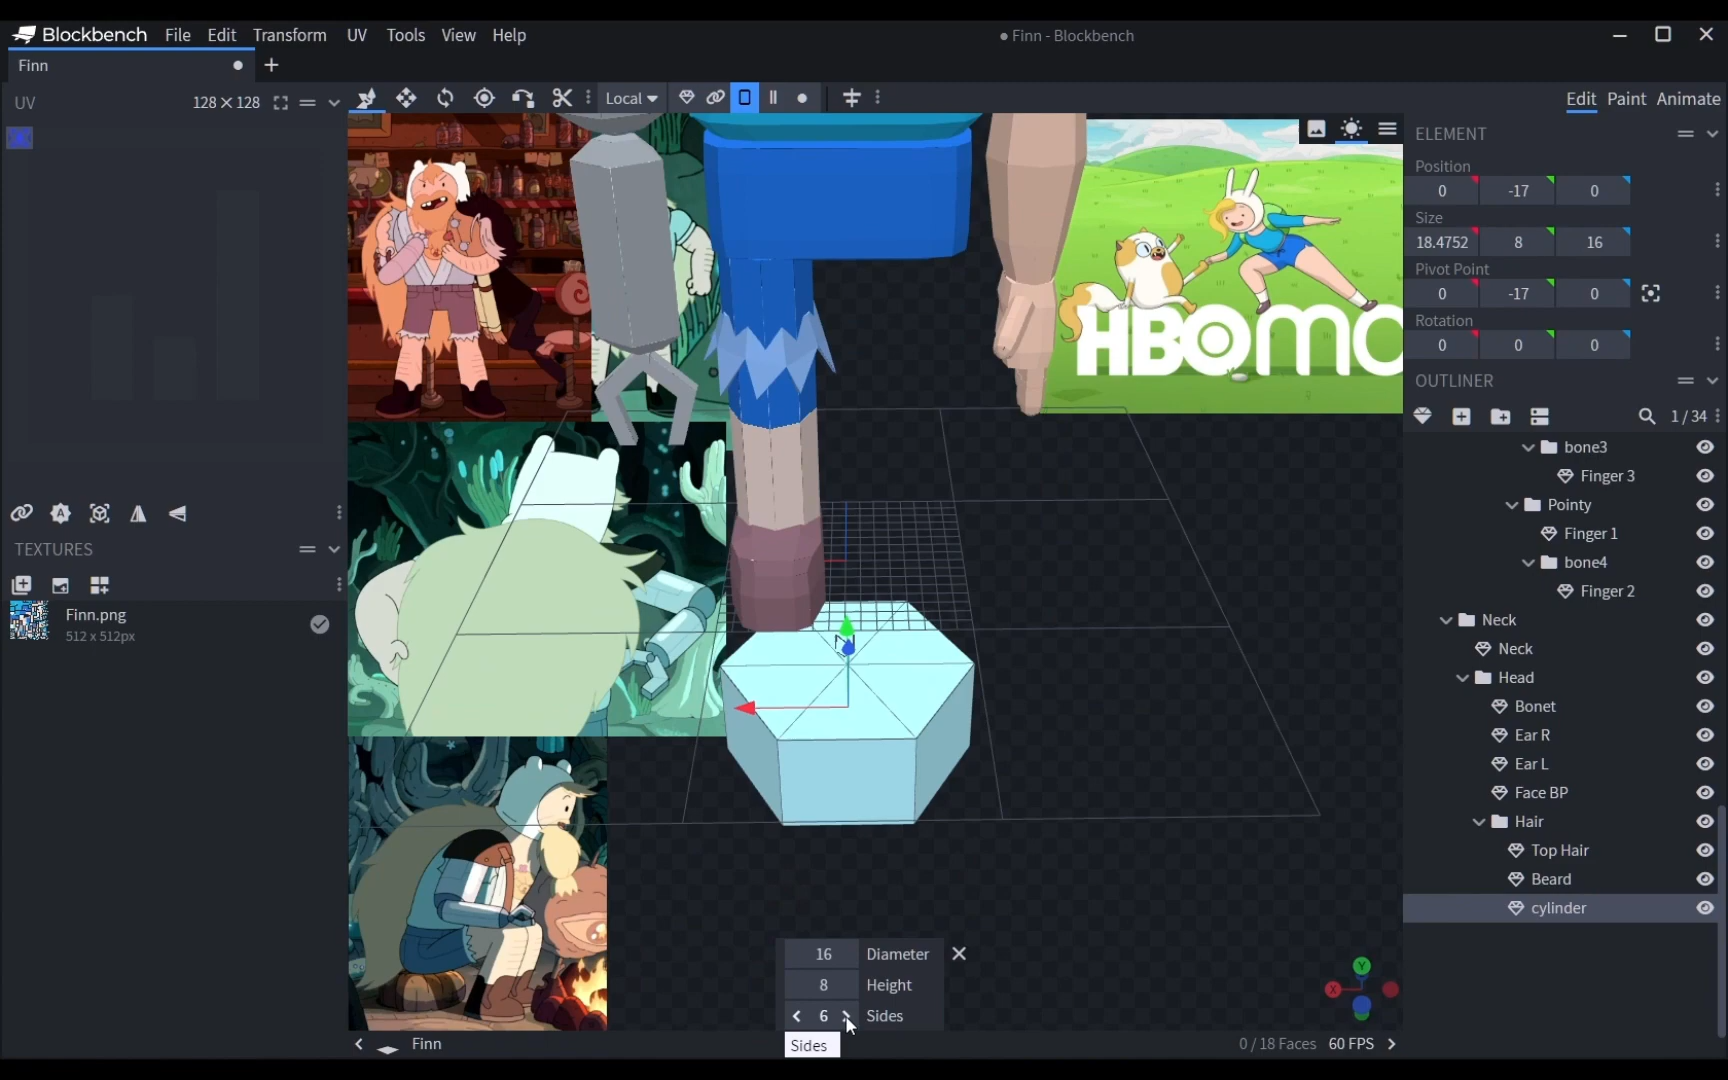 Blockbench File Edit Transform UV Tools View Help
Finn - Blockbench
Finn
UV 128 × 128
Local
Edit Paint Animate
ELEMENT
Position
0 -17 0
Size
18.4752 8 16
Pivot Point
0 -17 0
Rotation
0 0 0
OUTLINER
1 / 34
bone3
Finger 3
Pointy
Finger 1
bone4
Finger 2
Neck
Neck
Head
Bonet
Ear R
Ear L
Face BP
Hair
Top Hair
Beard
cylinder
TEXTURES
Finn.png
512 x 512px
HBOMO
N
16 Diameter
8 Height
6 Sides
Sides
Y
X
Finn
0 / 18 Faces 60 FPS